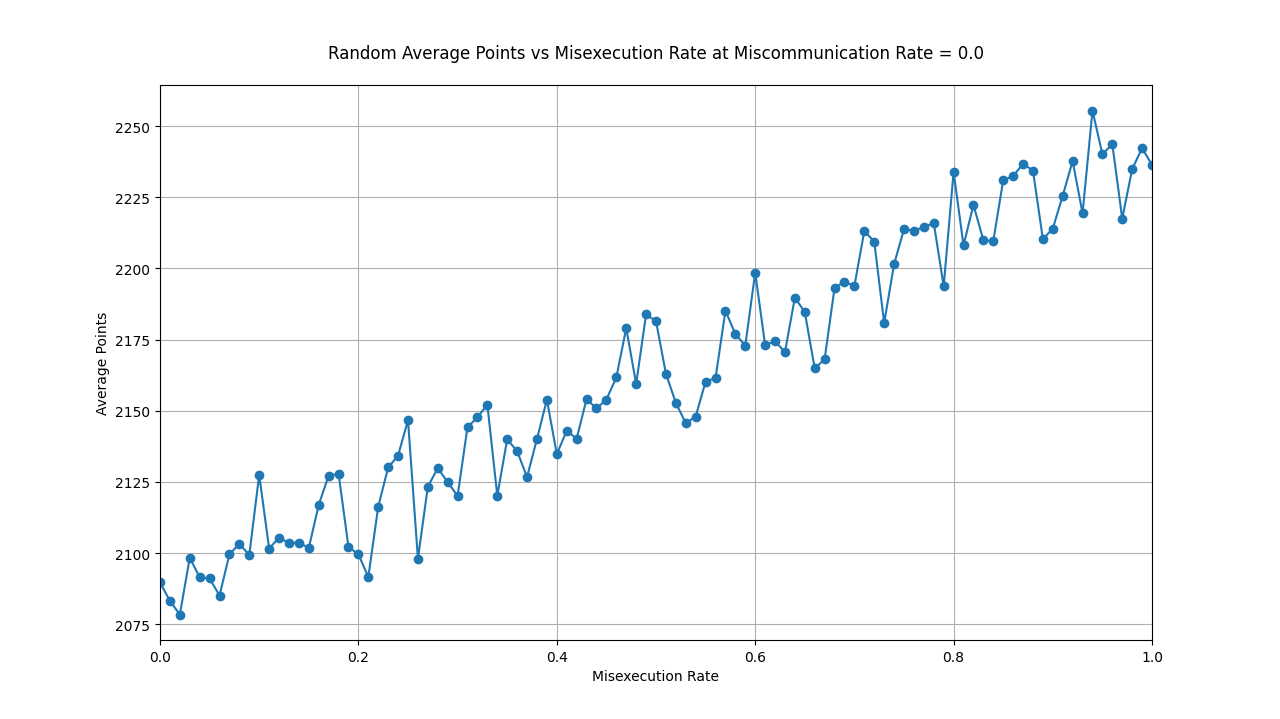 Random Average Points vs Misexecution Rate at Miscommunication Rate = 0.0
Average Points
2250
2225
2200
2175
2150
2125
2100
2075
0.0 0.2 0.4 0.6 0.8 1.0
Misexecution Rate